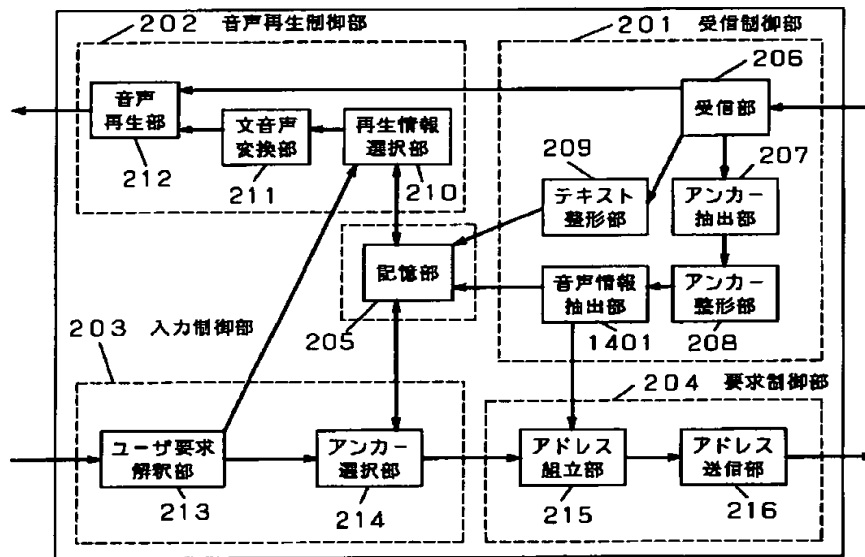 202 音声再生制御部
201 受信制御部
206
音声
再生部
文音声
変換部
再生情報
選択部
受信部
212
211
210
209
207
テキスト
整形部
アンカー
抽出部
記憶部
音声情報
抽出部
アンカー
整形部
203 入力制御部
205
1401
208
204 要求制御部
ユーザ要求
解釈部
アンカー
選択部
アドレス
組立部
アドレス
送信部
213
214
215
216